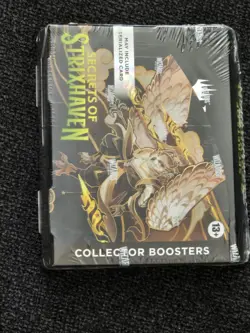 SECRETS OF
STRIXHAVEN
MAY INCLUDE
SERIALIZED CARD
13+
COLLECTOR BOOSTERS